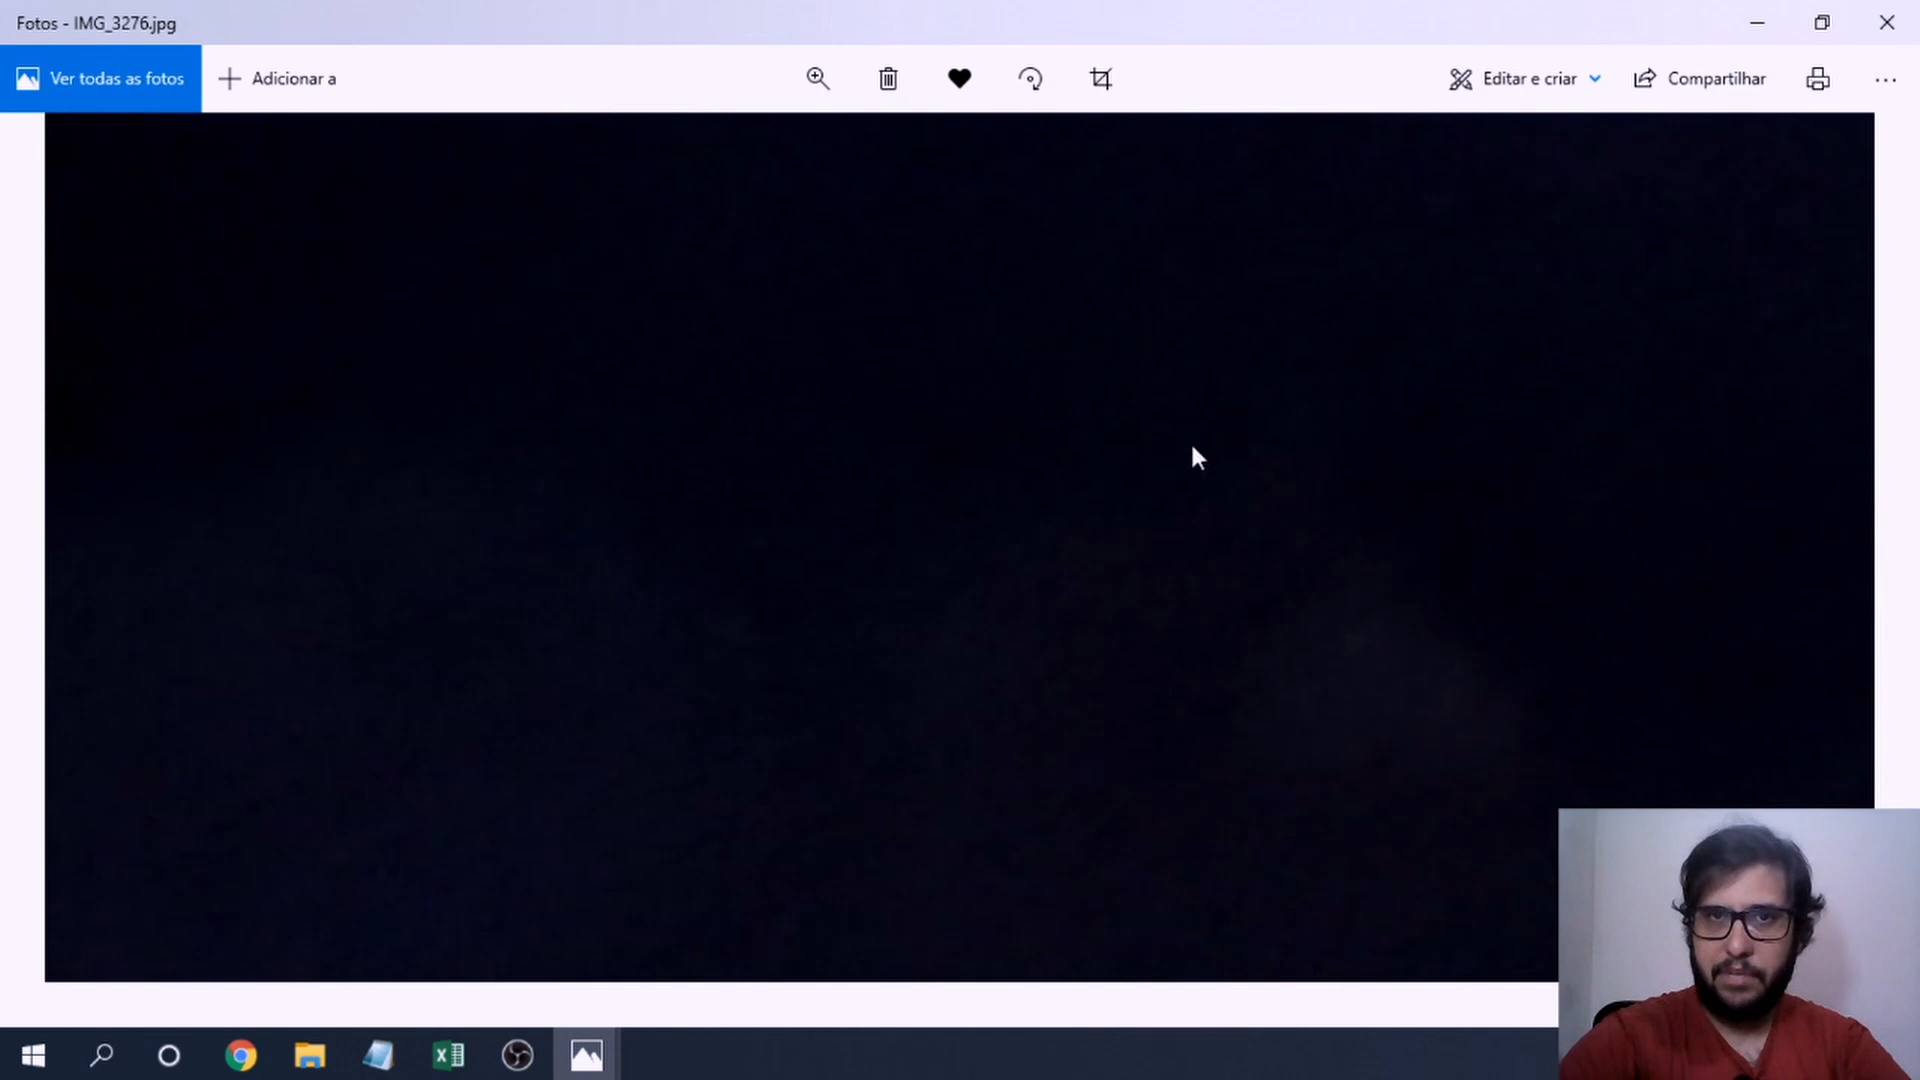 Fotos - IMG_3276.jpg
Ver todas as fotos
Adicionar a
Editar e criar
Compartilhar